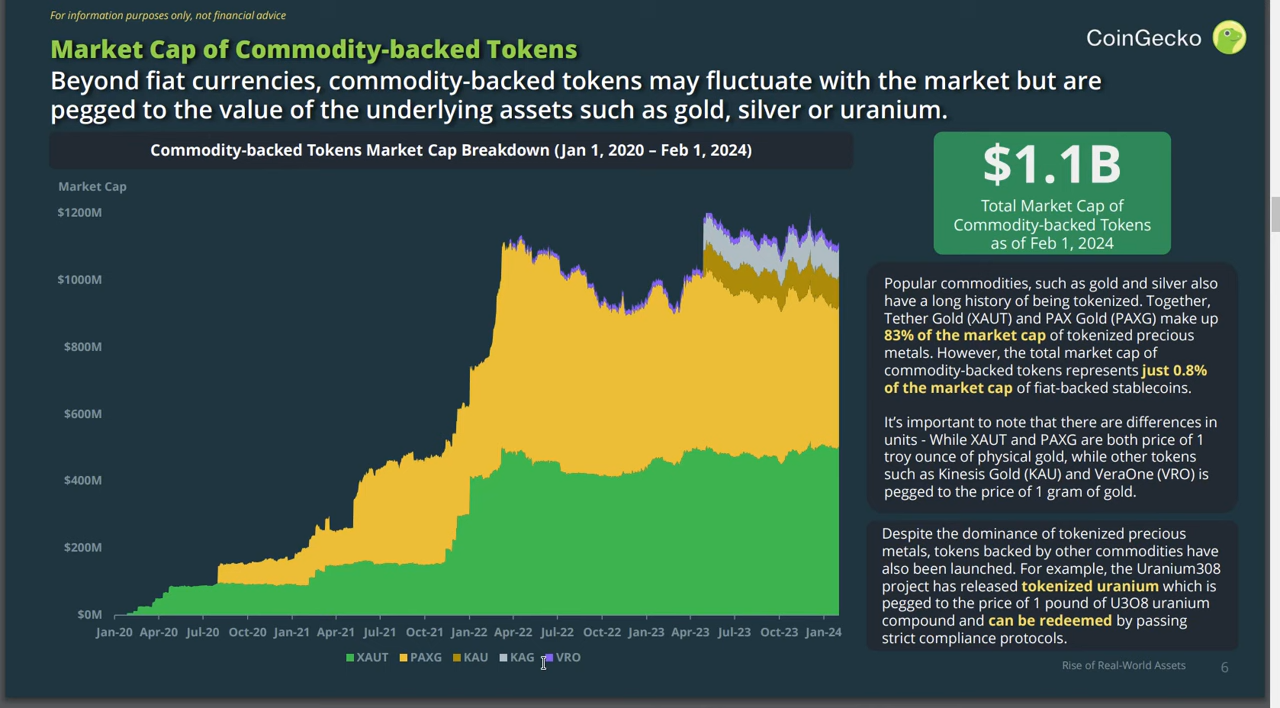 For information purposes only, not financial advice
Market Cap of Commodity-backed Tokens
CoinGecko
Beyond fiat currencies, commodity-backed tokens may fluctuate with the market but are
pegged to the value of the underlying assets such as gold, silver or uranium.
Commodity-backed Tokens Market Cap Breakdown (Jan 1, 2020 – Feb 1, 2024)
Market Cap
$1200M
$1000M
$800M
$600M
$400M
$200M
$0M
Jan-20 Apr-20 Jul-20 Oct-20 Jan-21 Apr-21 Jul-21 Oct-21 Jan-22 Apr-22 Jul-22 Oct-22 Jan-23 Apr-23 Jul-23 Oct-23 Jan-24
XAUT PAXG KAU KAG VRO
$1.1B
Total Market Cap of
Commodity-backed Tokens
as of Feb 1, 2024
Popular commodities, such as gold and silver also
have a long history of being tokenized. Together,
Tether Gold (XAUT) and PAX Gold (PAXG) make up
83% of the market cap of tokenized precious
metals. However, the total market cap of
commodity-backed tokens represents just 0.8%
of the market cap of fiat-backed stablecoins.
It's important to note that there are differences in
units - While XAUT and PAXG are both price of 1
troy ounce of physical gold, while other tokens
such as Kinesis Gold (KAU) and VeraOne (VRO) is
pegged to the price of 1 gram of gold.
Despite the dominance of tokenized precious
metals, tokens backed by other commodities have
also been launched. For example, the Uranium308
project has released tokenized uranium which is
pegged to the price of 1 pound of U3O8 uranium
compound and can be redeemed by passing
strict compliance protocols.
Rise of Real-World Assets 6